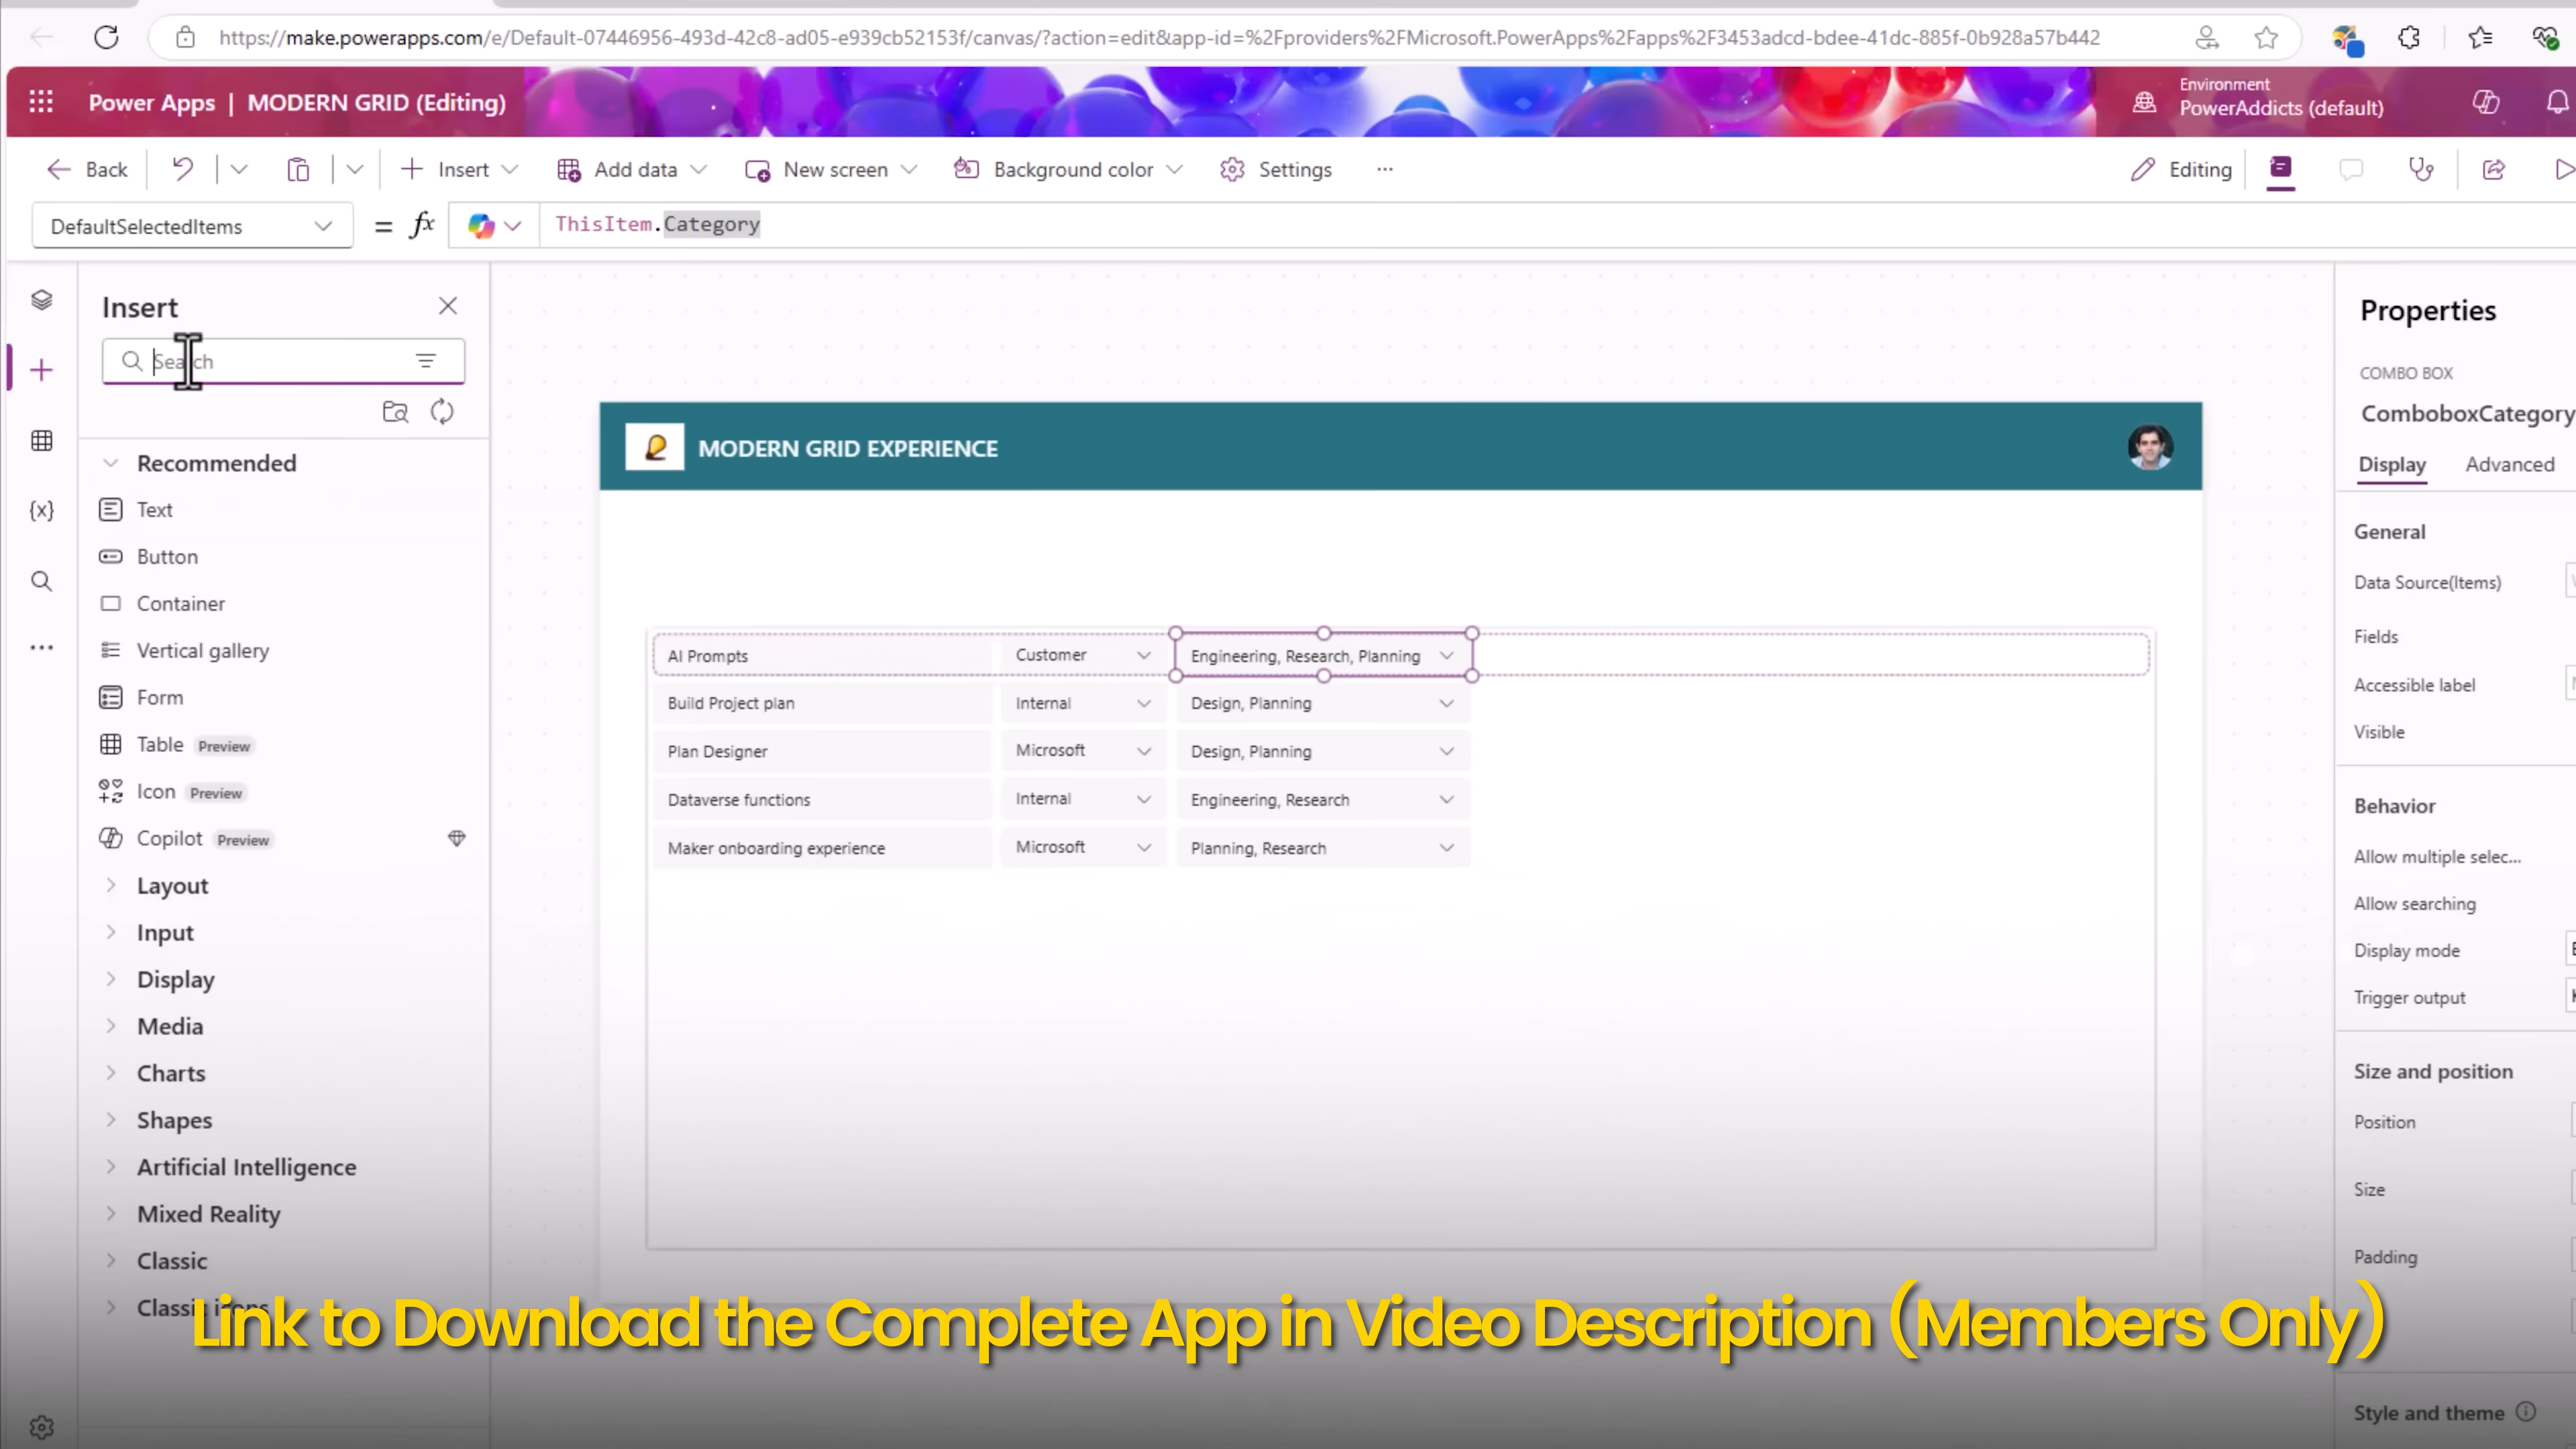 https://make.powerapps.com/e/Default-07446956-493d-42c8-ad05-e939cb52153f/canvas/?action=edit&app-id=%2Fproviders%2FMicrosoft.PowerApps%2Fapps%2F3453adcd-bdee-41dc-885f-0b928a57b442
Power Apps | MODERN GRID (Editing)
Environment
PowerAddicts (default)
Back
Insert
Add data
New screen
Background color
Settings
Editing
DefaultSelectedItems
= fx
ThisItem.Category
Insert
Search
Recommended
Text
Button
Container
Vertical gallery
Form
Table Preview
Icon Preview
Copilot Preview
Layout
Input
Display
Media
Charts
Shapes
Artificial Intelligence
Mixed Reality
Classic
Classic icons
MODERN GRID EXPERIENCE
AI Prompts Customer Engineering, Research, Planning
Build Project plan Internal Design, Planning
Plan Designer Microsoft Design, Planning
Dataverse functions Internal Engineering, Research
Maker onboarding experience Microsoft Planning, Research
Properties
COMBO BOX
ComboboxCategory
Display Advanced
General
Data Source(Items)
Fields
Accessible label
Visible
Behavior
Allow multiple selec...
Allow searching
Display mode
Trigger output
Size and position
Position
Size
Padding
Style and theme
Link to Download the Complete App in Video Description (Members Only)